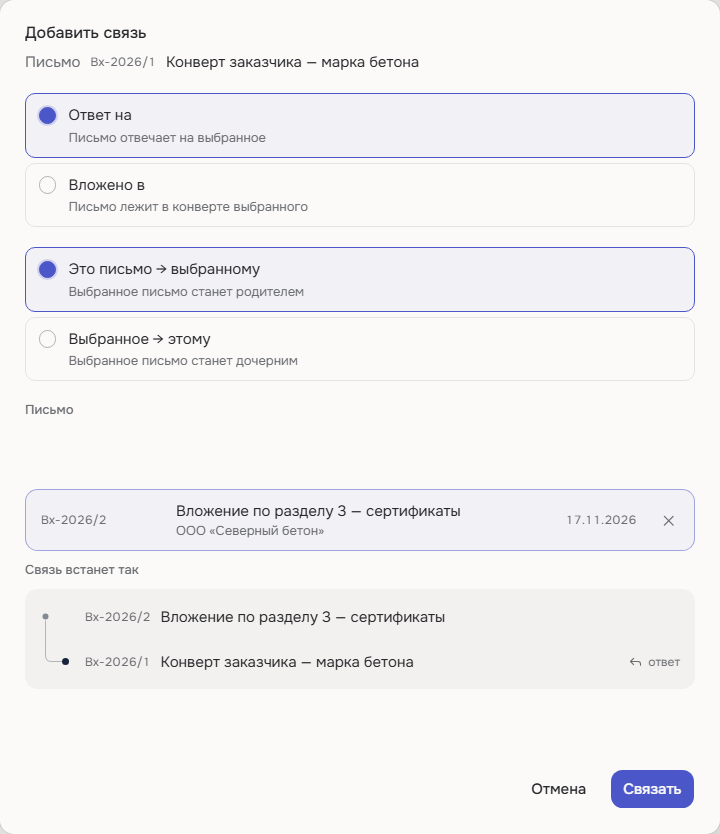 Добавить связь
Письмо Вх-2026/1 Конверт заказчика — марка бетона
Ответ на
Письмо отвечает на выбранное
Вложено в
Письмо лежит в конверте выбранного
Это письмо → выбранному
Выбранное письмо станет родителем
Выбранное → этому
Выбранное письмо станет дочерним
Письмо
Вх-2026/2 Вложение по разделу 3 — сертификаты 17.11.2026
ООО «Северный бетон»
Связь встанет так
Вх-2026/2 Вложение по разделу 3 — сертификаты
Вх-2026/1 Конверт заказчика — марка бетона ответ
Отмена Связать